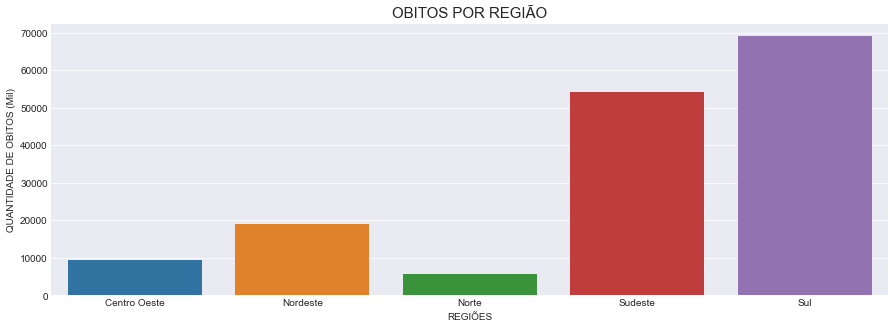 OBITOS POR REGIÃO
QUANTIDADE DE OBITOS (Mil)
70000
60000
50000
40000
30000
20000
10000
0
Centro Oeste
Nordeste
Norte
Sudeste
Sul
REGIÕES